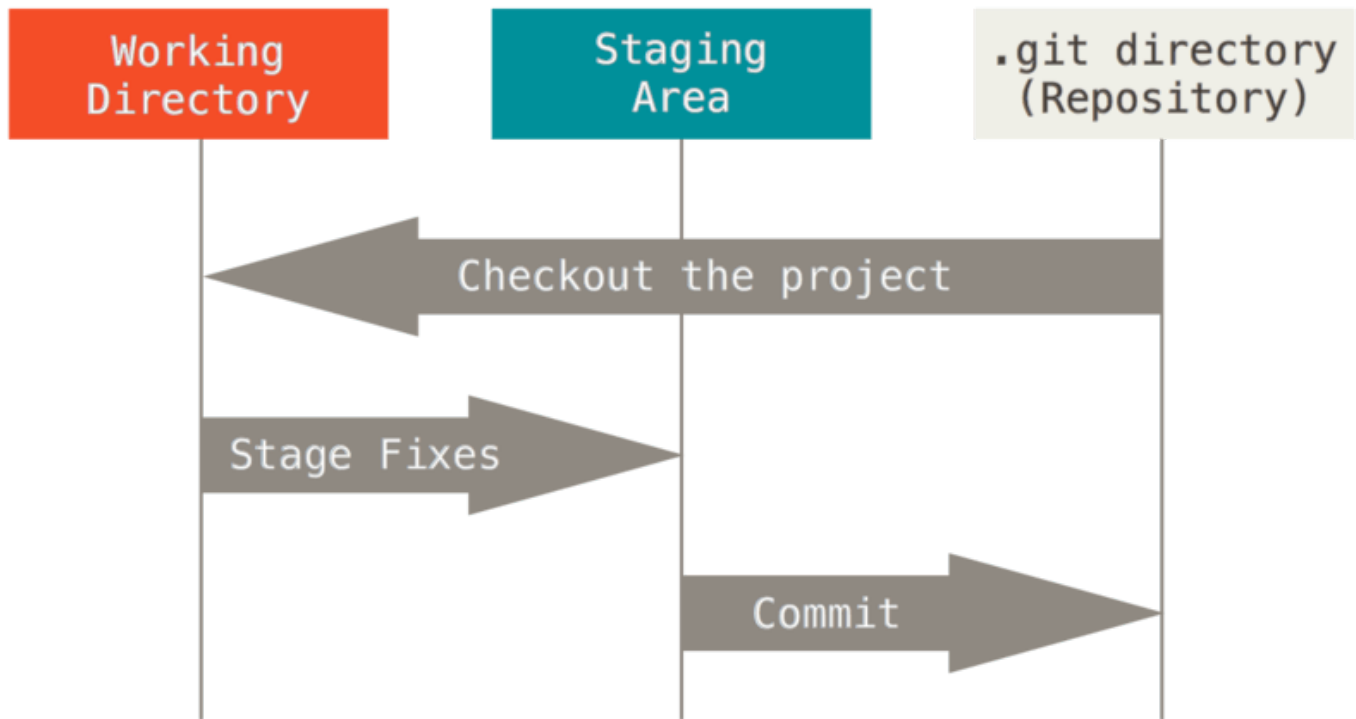 Working
Directory
Staging
Area
.git directory
(Repository)
Checkout the project
Stage Fixes
Commit